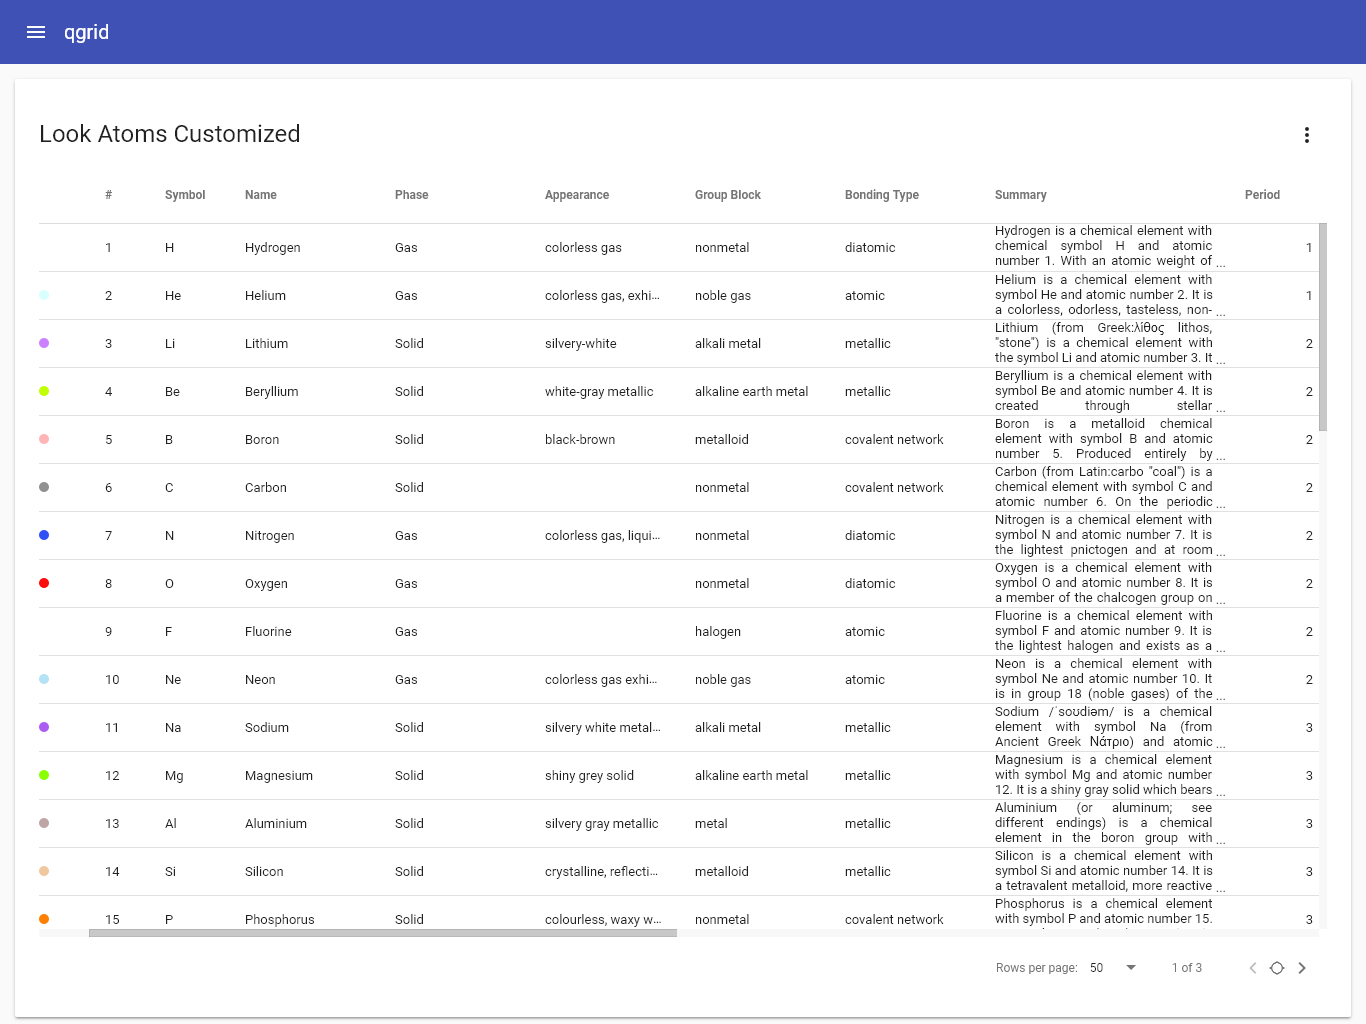 qgrid
Look Atoms Customized
# Symbol Name Phase Appearance Group Block Bonding Type Summary Period
1 H Hydrogen Gas colorless gas nonmetal diatomic Hydrogen is a chemical element with
chemical symbol H and atomic
number 1. With an atomic weight of ... 1
2 He Helium Gas colorless gas, exhi... noble gas atomic Helium is a chemical element with
symbol He and atomic number 2. It is
a colorless, odorless, tasteless, non- ... 1
3 Li Lithium Solid silvery-white alkali metal metallic Lithium (from Greek:λίθος lithos,
"stone") is a chemical element with
the symbol Li and atomic number 3. It ... 2
4 Be Beryllium Solid white-gray metallic alkaline earth metal metallic Beryllium is a chemical element with
symbol Be and atomic number 4. It is
created through stellar ... 2
5 B Boron Solid black-brown metalloid covalent network Boron is a metalloid chemical
element with symbol B and atomic
number 5. Produced entirely by ... 2
6 C Carbon Solid nonmetal covalent network Carbon (from Latin:carbo "coal") is a
chemical element with symbol C and
atomic number 6. On the periodic ... 2
7 N Nitrogen Gas colorless gas, liqui... nonmetal diatomic Nitrogen is a chemical element with
symbol N and atomic number 7. It is
the lightest pnictogen and at room ... 2
8 O Oxygen Gas nonmetal diatomic Oxygen is a chemical element with
symbol O and atomic number 8. It is
a member of the chalcogen group on ... 2
9 F Fluorine Gas halogen atomic Fluorine is a chemical element with
symbol F and atomic number 9. It is
the lightest halogen and exists as a ... 2
10 Ne Neon Gas colorless gas exhi... noble gas atomic Neon is a chemical element with
symbol Ne and atomic number 10. It
is in group 18 (noble gases) of the ... 2
11 Na Sodium Solid silvery white metal... alkali metal metallic Sodium /ˈsoʊdiəm/ is a chemical
element with symbol Na (from
Ancient Greek Νάτριο) and atomic ... 3
12 Mg Magnesium Solid shiny grey solid alkaline earth metal metallic Magnesium is a chemical element
with symbol Mg and atomic number
12. It is a shiny gray solid which bears ... 3
13 Al Aluminium Solid silvery gray metallic metal metallic Aluminium (or aluminum; see
different endings) is a chemical
element in the boron group with ... 3
14 Si Silicon Solid crystalline, reflecti... metalloid metallic Silicon is a chemical element with
symbol Si and atomic number 14. It is
a tetravalent metalloid, more reactive ... 3
15 P Phosphorus Solid colourless, waxy w... nonmetal covalent network Phosphorus is a chemical element
with symbol P and atomic number 15. 3
Rows per page: 50 1 of 3